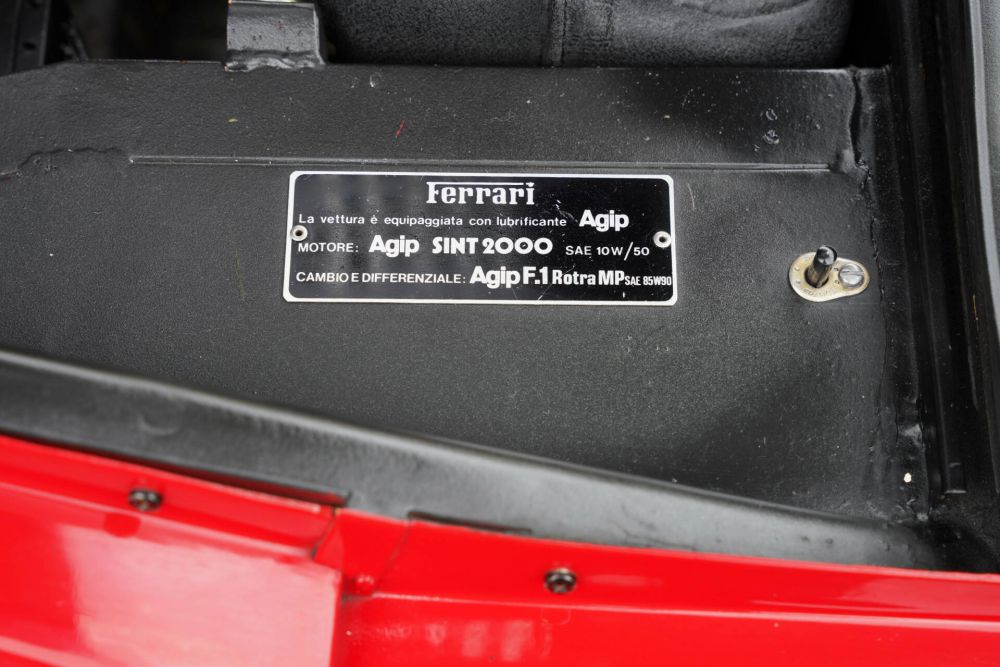 Ferrari
La vettura è equipaggiata con lubrificante Agip
MOTORE: Agip SINT 2000 SAE 10W/50
CAMBIO E DIFFERENZIALE: Agip F.1 Rotra MP SAE 85W90